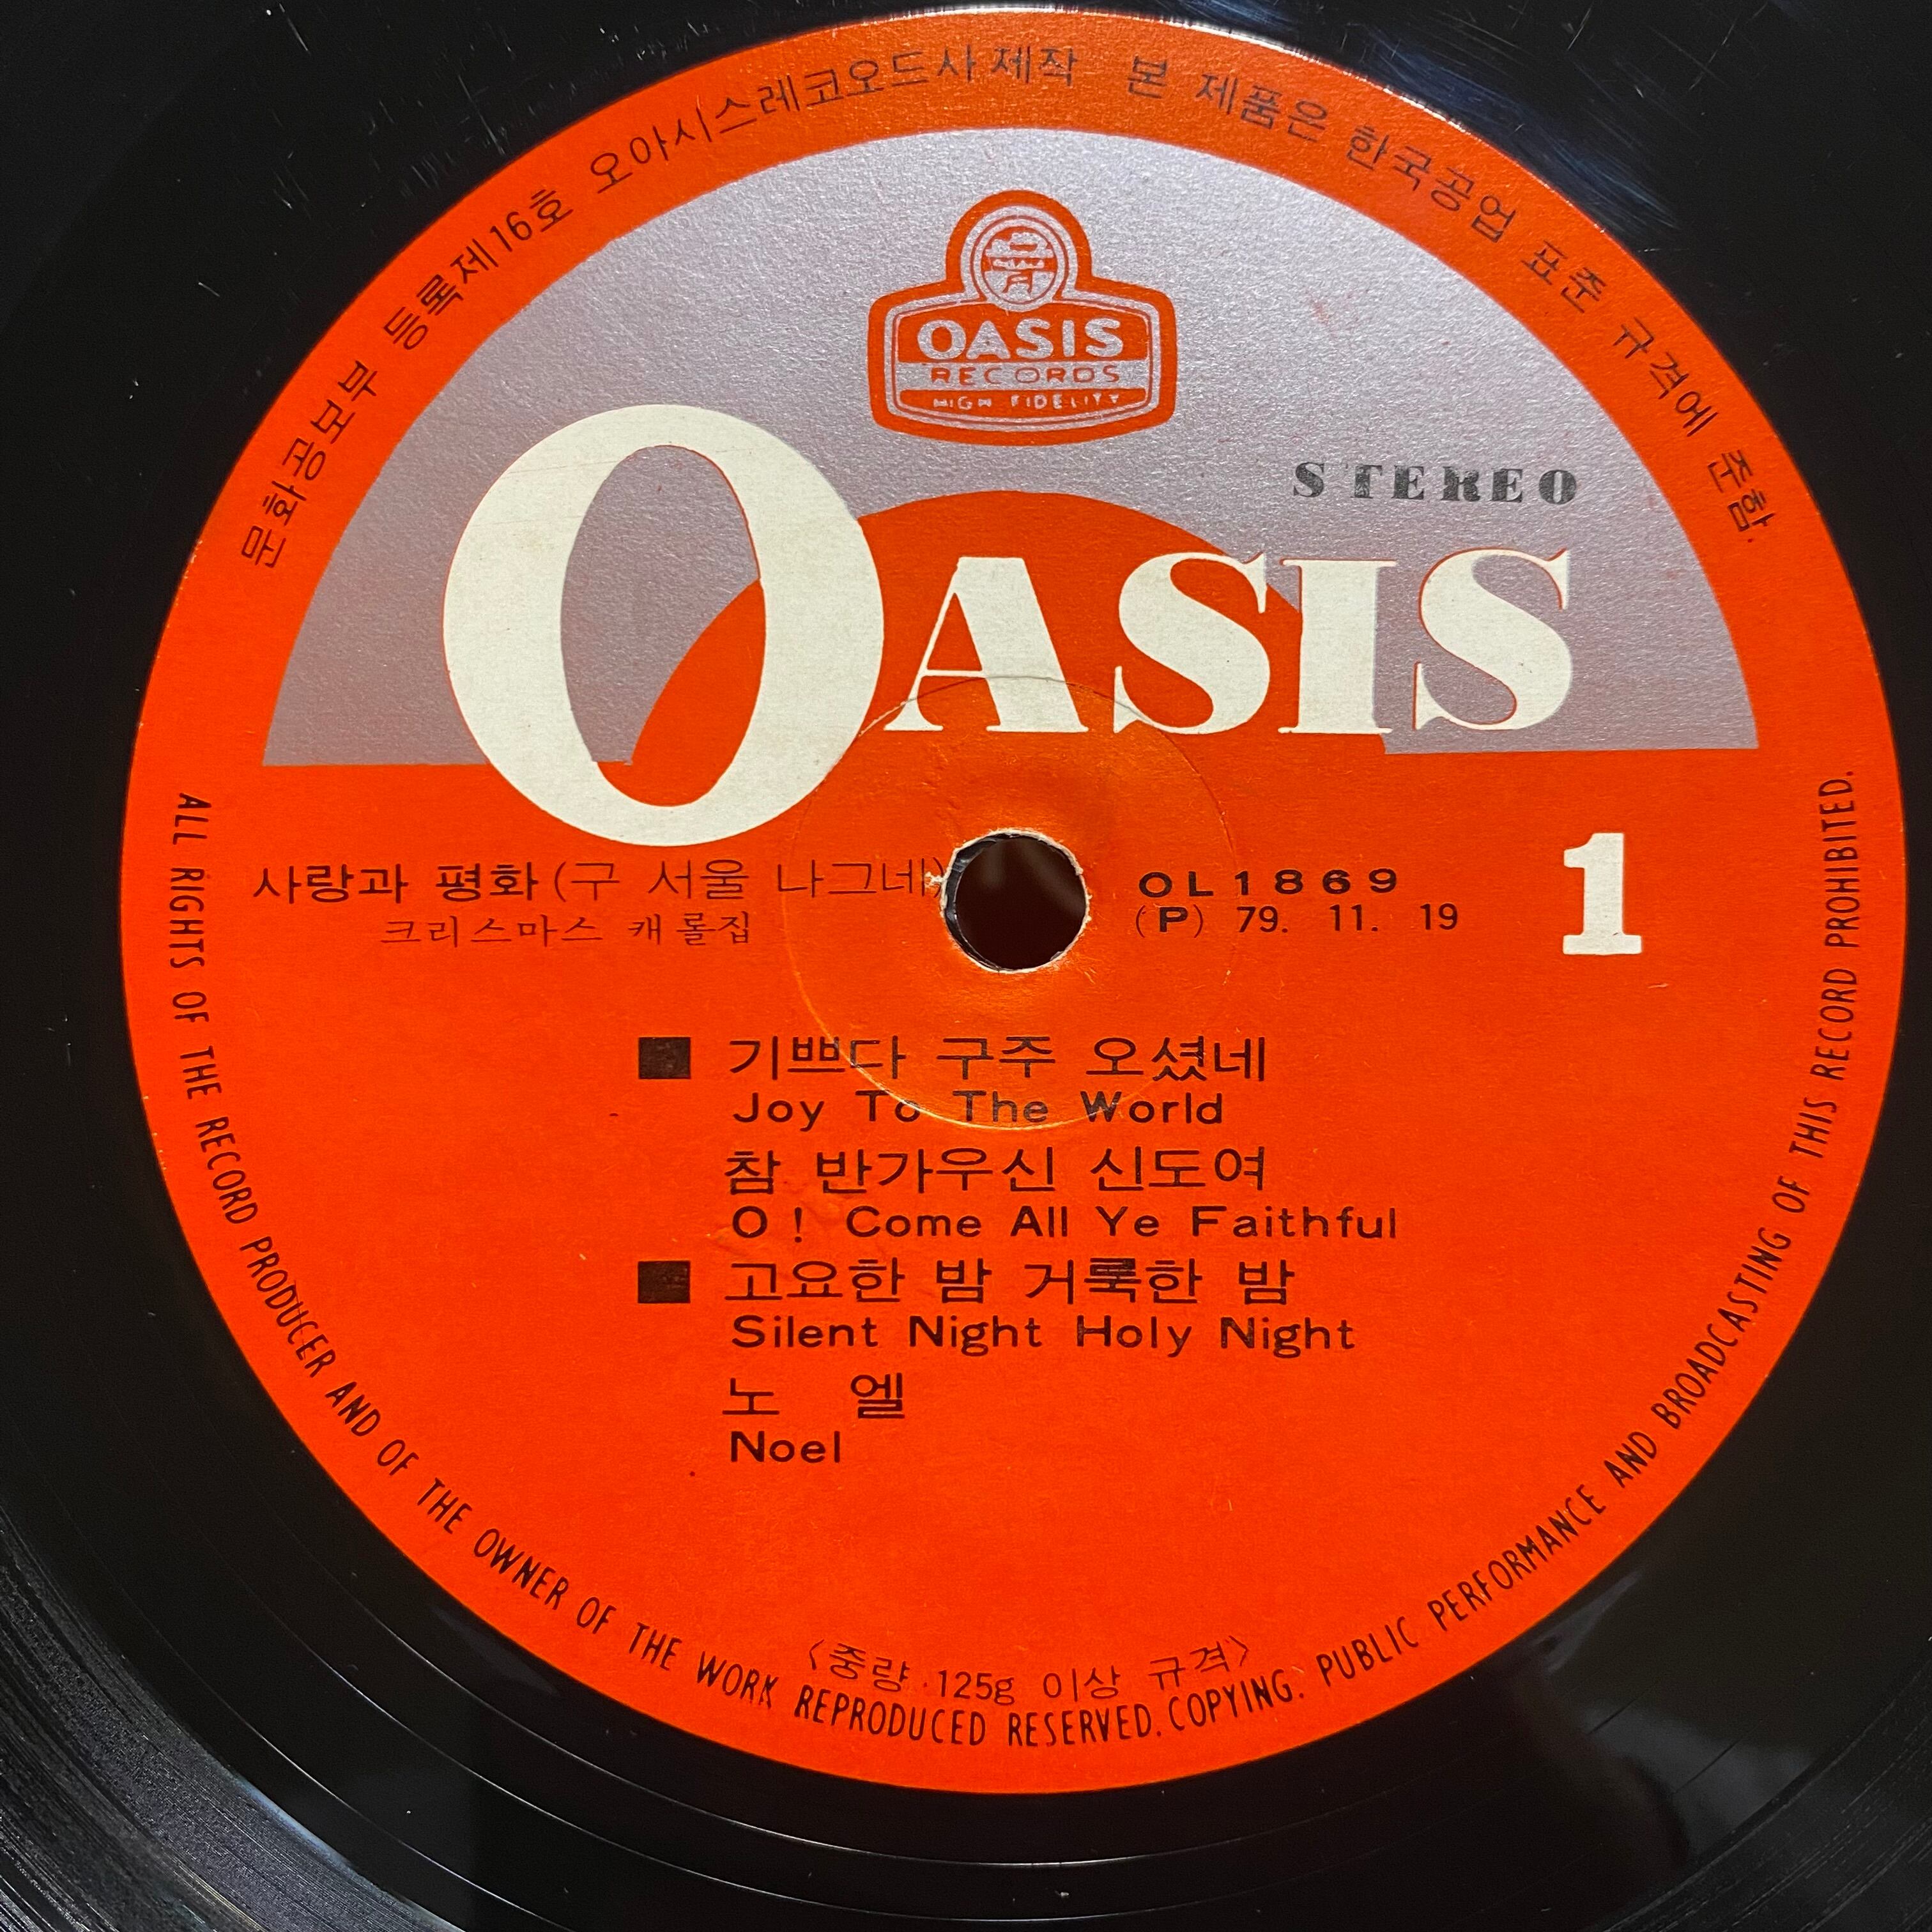 문화공보부 등록제16호 오아시스레코오드사 제작 본 제품은 한국공업 표준 규격에 준함.
OASIS
RECORDS
HIGH FIDELITY
STEREO
OASIS
사랑과 평화 (구 서울 나그네)
크리스마스 캐롤집
OL1869
(P) 79. 11. 19
1
■ 기쁘다 구주 오셨네
Joy To The World
참 반가우신 신도여
O! Come All Ye Faithful
■ 고요한 밤 거룩한 밤
Silent Night Holy Night
노 엘
Noel
〈중량 125g 이상 규격〉
ALL RIGHTS OF THE RECORD PRODUCER AND OF THE OWNER OF THE WORK REPRODUCED RESERVED. COPYING. PUBLIC PERFORMANCE AND BROADCASTING OF THIS RECORD PROHIBITED.